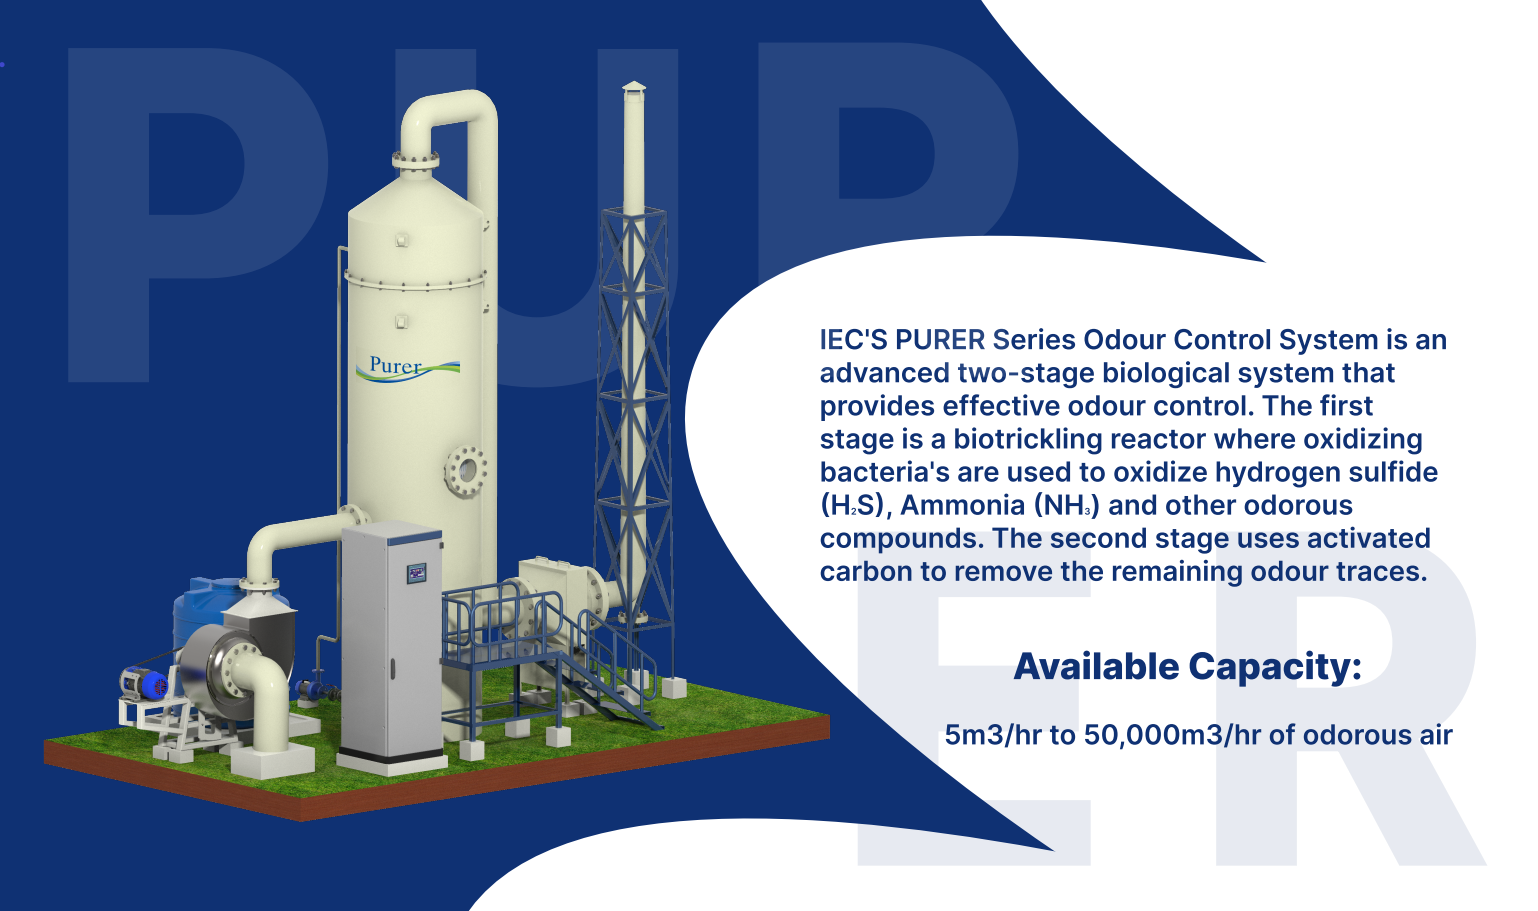 PUR
Purer
IEC'S PURER Series Odour Control System is an
advanced two-stage biological system that
provides effective odour control. The first
stage is a biotrickling reactor where oxidizing
bacteria's are used to oxidize hydrogen sulfide
(H₂S), Ammonia (NH₃) and other odorous
compounds. The second stage uses activated
carbon to remove the remaining odour traces.
ER
Available Capacity:
5m3/hr to 50,000m3/hr of odorous air